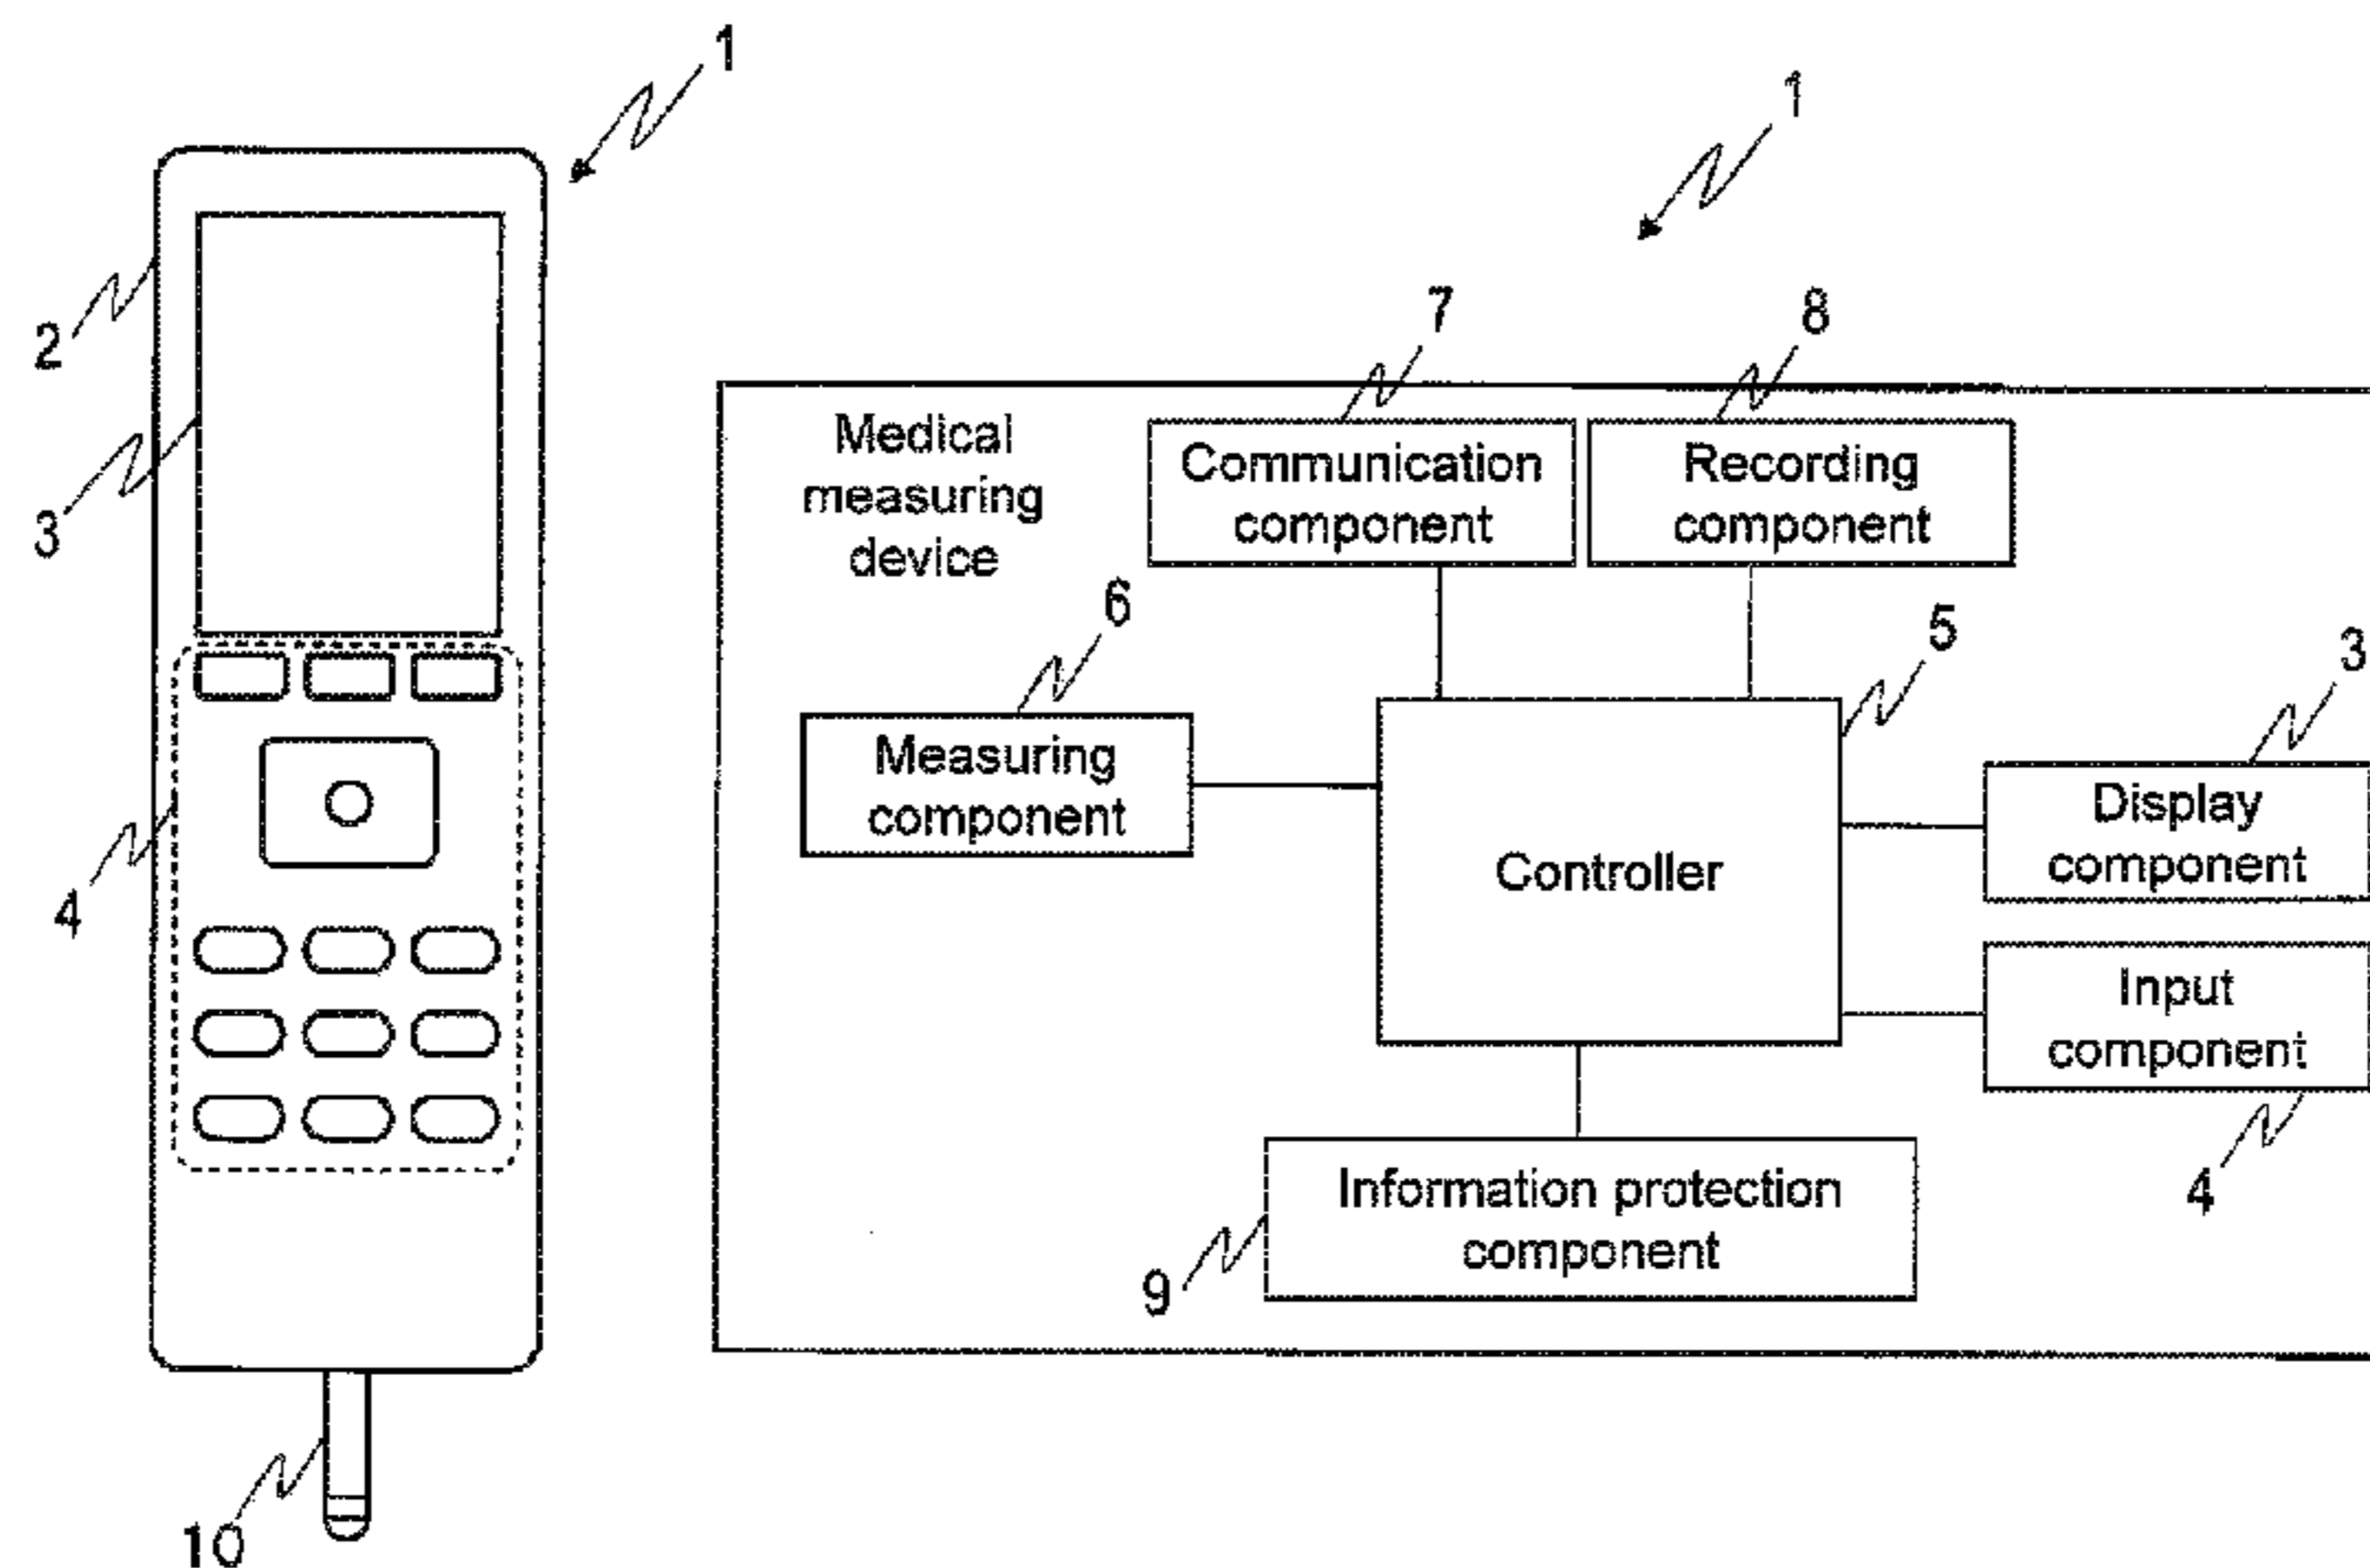 1
1
2
3
4
10
7
8
Medical
measuring
device
Communication
component
Recording
component
6
5
3
Measuring
component
Controller
Display
component
Input
component
4
Information protection
component
9